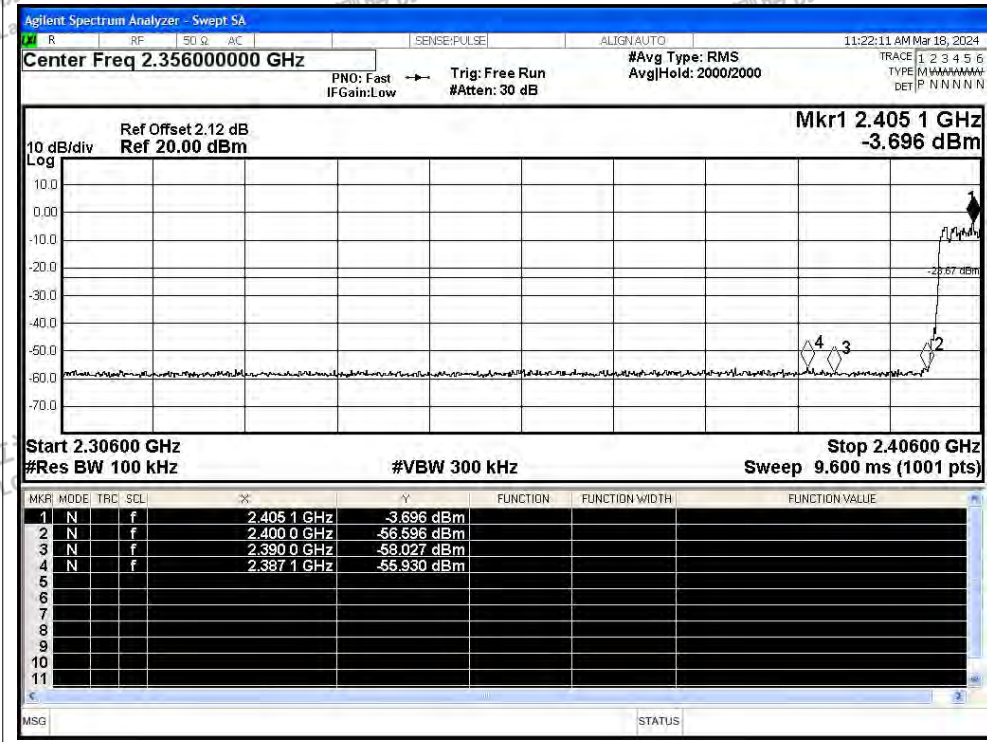 Agilent Spectrum Analyzer - Swept SA
R RF 50 Ω AC SENSE:PULSE ALIGN AUTO 11:22:11 AM Mar 18, 2024
Center Freq 2.356000000 GHz
PNO: Fast
IFGain:Low
Trig: Free Run
#Atten: 30 dB
#Avg Type: RMS
Avg|Hold: 2000/2000
TRACE 1 2 3 4 5 6
TYPE M
DET P N N N N N
Mkr1 2.405 1 GHz
-3.696 dBm
Ref Offset 2.12 dB
10 dB/div Ref 20.00 dBm
Log
10.0
0.00
-10.0
-20.0
-30.0
-40.0
-50.0
-60.0
-70.0
1
-23.67 dBm
4 3 2
Start 2.30600 GHz Stop 2.40600 GHz
#Res BW 100 kHz #VBW 300 kHz Sweep 9.600 ms (1001 pts)
MKR MODE TRC SCL X Y FUNCTION FUNCTION WIDTH FUNCTION VALUE
1 N f 2.405 1 GHz -3.696 dBm
2 N f 2.400 0 GHz -56.596 dBm
3 N f 2.390 0 GHz -58.027 dBm
4 N f 2.387 1 GHz -55.930 dBm
5
6
7
8
9
10
11
MSG STATUS